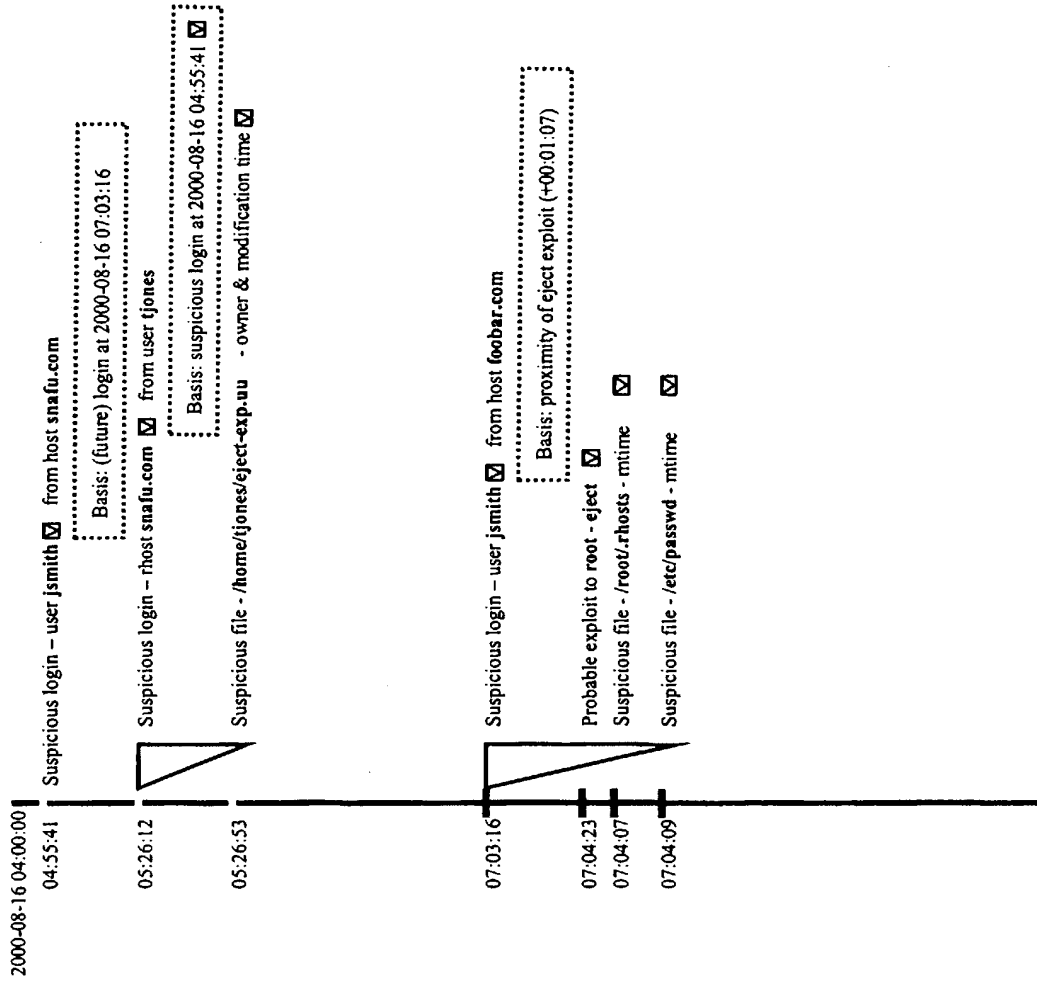 2000-08-16 04:00:00
04:55:41 Suspicious login – user jsmith ☑ from host snafu.com
Basis: (future) login at 2000-08-16 07:03:16
05:26:12 Suspicious login – rhost snafu.com ☑ from user tjones
Basis: suspicious login at 2000-08-16 04:55:41 ☑
05:26:53 Suspicious file - /home/tjones/eject-exp.uu - owner & modification time ☑
07:03:16 Suspicious login – user jsmith ☑ from host foobar.com
Basis: proximity of eject exploit (+00:01:07)
07:04:23 Probable exploit to root - eject ☑
07:04:07 Suspicious file - /root/.rhosts - mtime ☑
07:04:09 Suspicious file - /etc/passwd - mtime ☑